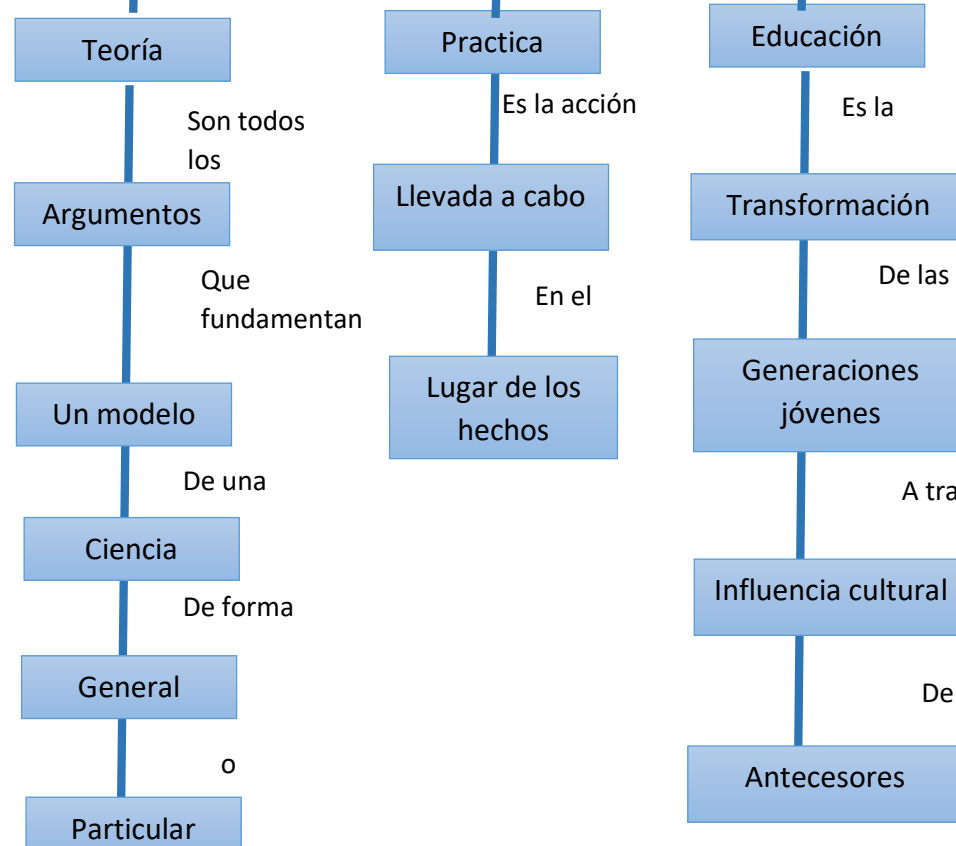 Teoría
Son todos
los
Argumentos
Que
fundamentan
Un modelo
De una
Ciencia
De forma
General
o
Particular
Practica
Es la acción
Llevada a cabo
En el
Lugar de los
hechos
Educación
Es la
Transformación
De las
Generaciones
jóvenes
A tra
Influencia cultural
De
Antecesores